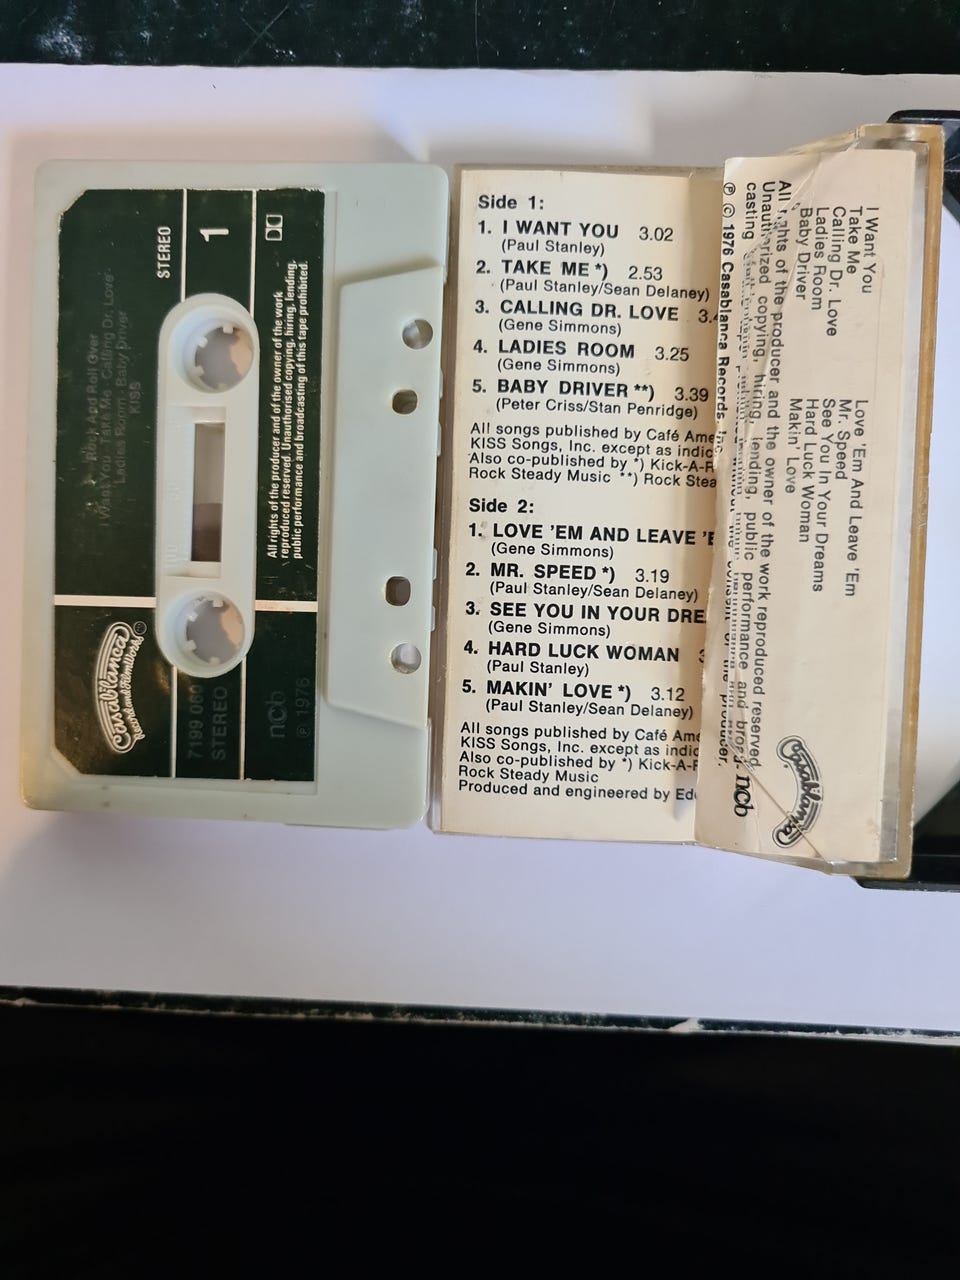 STEREO
1
All rights of the producer and of the owner of the work
reproduced reserved. Unauthorised copying, hiring, lending,
public performance and broadcasting of this tape prohibited.
Rock And Roll Over
I Want You - Take Me - Calling Dr. Love -
Ladies Room - Baby Driver
KISS
Casablanca
Record and FilmWorks
7199 060
STEREO
ncb
℗ 1976
Side 1:
1. I WANT YOU 3.02
(Paul Stanley)
2. TAKE ME *) 2.53
(Paul Stanley/Sean Delaney)
3. CALLING DR. LOVE
(Gene Simmons)
4. LADIES ROOM 3.25
(Gene Simmons)
5. BABY DRIVER **) 3.39
(Peter Criss/Stan Penridge)
All songs published by Café
KISS Songs, Inc. except as
Also co-published by *)
Rock Steady Music **) Rock
Side 2:
1. LOVE 'EM AND LEAVE
(Gene Simmons)
2. MR. SPEED *) 3.19
(Paul Stanley/Sean Delaney)
3. SEE YOU IN YOUR
(Gene Simmons)
4. HARD LUCK WOMAN
(Paul Stanley)
5. MAKIN' LOVE *) 3.12
(Paul Stanley/Sean Delaney)
All songs published by Café
KISS Songs, Inc. except as
Also co-published by *)
Rock Steady Music
Produced and engineered by
I Want You
Take Me
Calling Dr. Love
Ladies Room
Baby Driver
Love 'Em And Leave 'Em
Mr. Speed
See You In Your Dreams
Hard Luck Woman
Makin' Love
All rights of the producer and the owner of the work reproduced reserved.
Unauthorized copying, hiring, lending, public performance and
casting
℗ © 1976 Casablanca Records, consent of the producer.
ncb
Casablanca